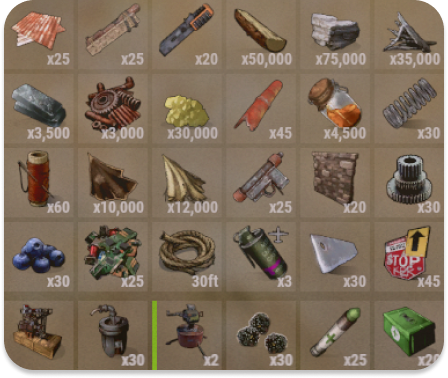 x25 x25 x20 x50,000 x75,000 x35,000
x3,500 x3,000 x30,000 x45 x4,500 x30
x60 x10,000 x12,000 x25 x20 x30
x30 x25 30ft x3 x30 STOP x45
x30 x2 x30 x25 x20